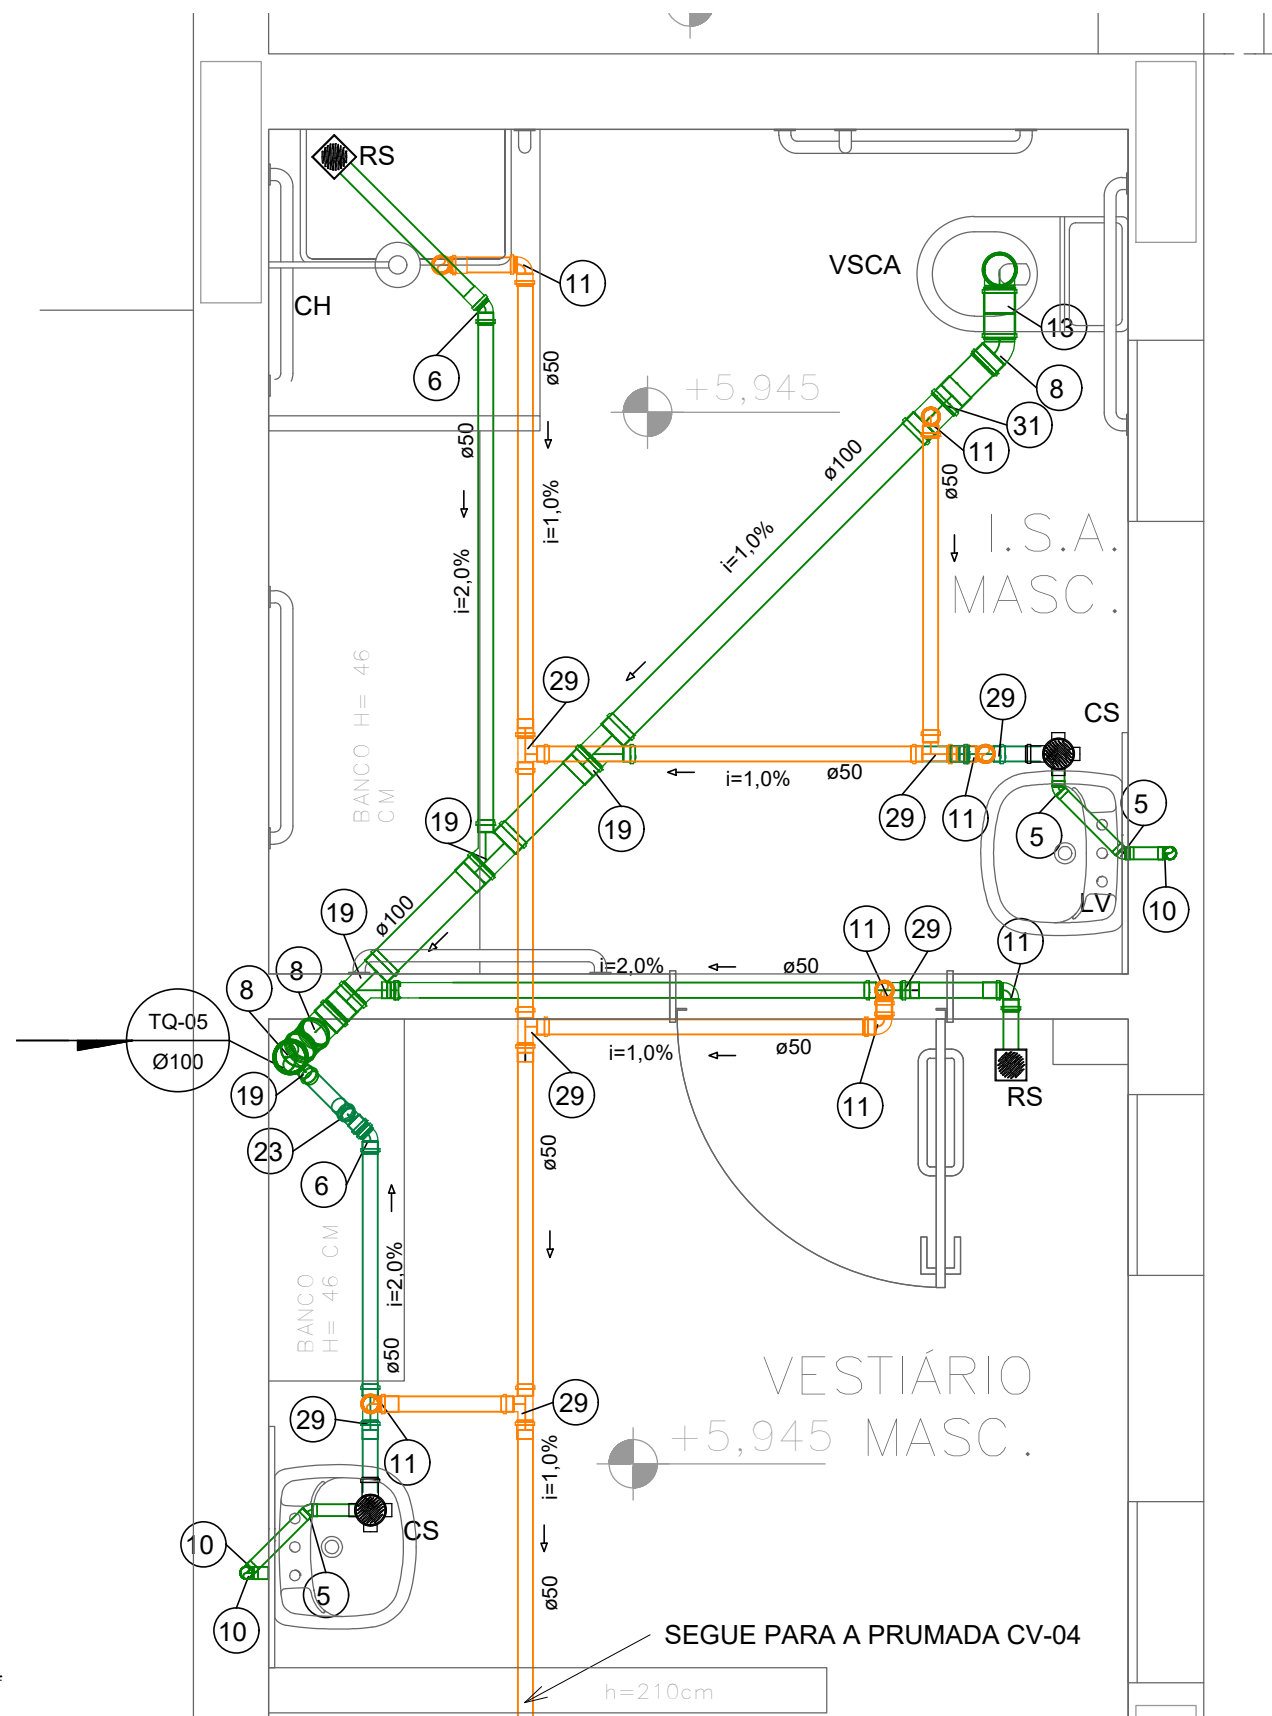 RS
VSCA
11
CH
13
6
8
ø50
+5,945
31
ø50
11
ø100
ø50
i=1,0%
i=1,0%
I.S.A.
i=2,0%
MASC .
BANCO H= 46
CM
29
29
CS
i=1,0%
ø50
19
19
29
11
5
5
LV
10
19
ø100
11
29
11
8
i=2,0%
ø50
8
TQ-05
Ø100
i=1,0%
ø50
19
29
11
RS
23
ø50
6
i=2,0%
BANCO
H= 46 CM
ø50
VESTIÁRIO
MASC .
29
29
+5,945
11
i=1,0%
CS
10
5
ø50
10
SEGUE PARA A PRUMADA CV-04
h=210cm